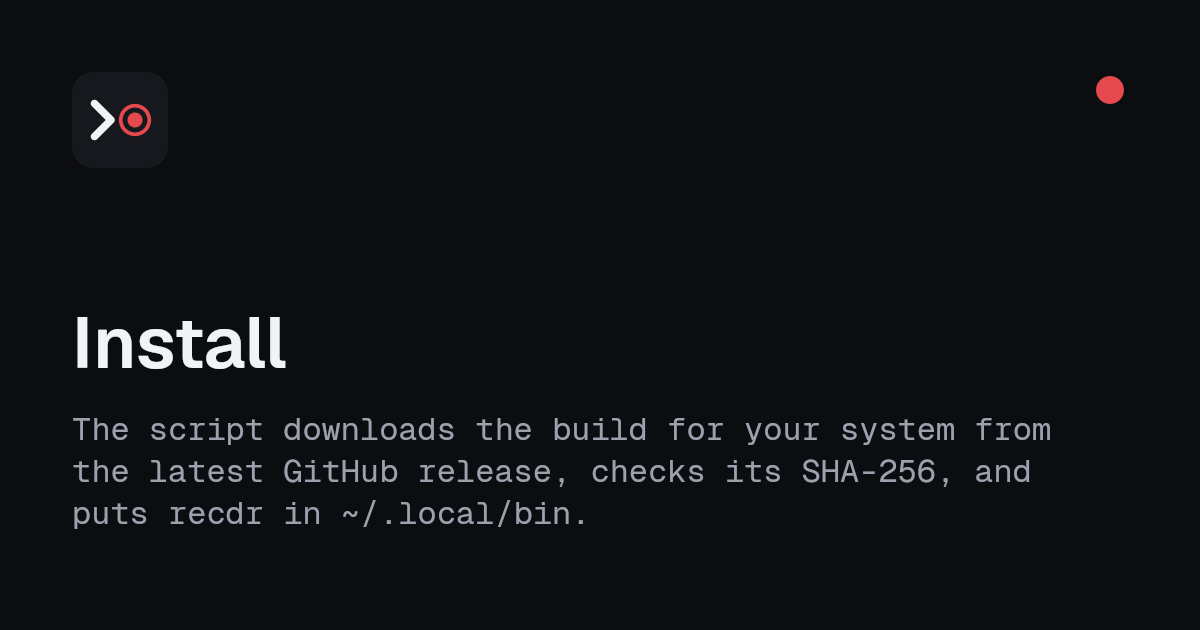 Install
The script downloads the build for your system from
the latest GitHub release, checks its SHA-256, and
puts recdr in ~/.local/bin.